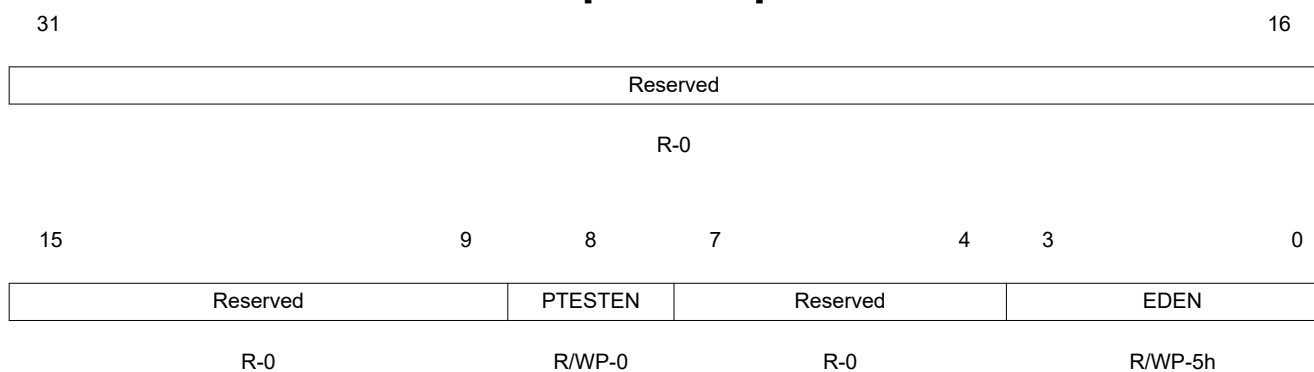 31 16
Reserved
R-0
15 9 8 7 4 3 0
Reserved PTESTEN Reserved EDEN
R-0 R/WP-0 R-0 R/WP-5h